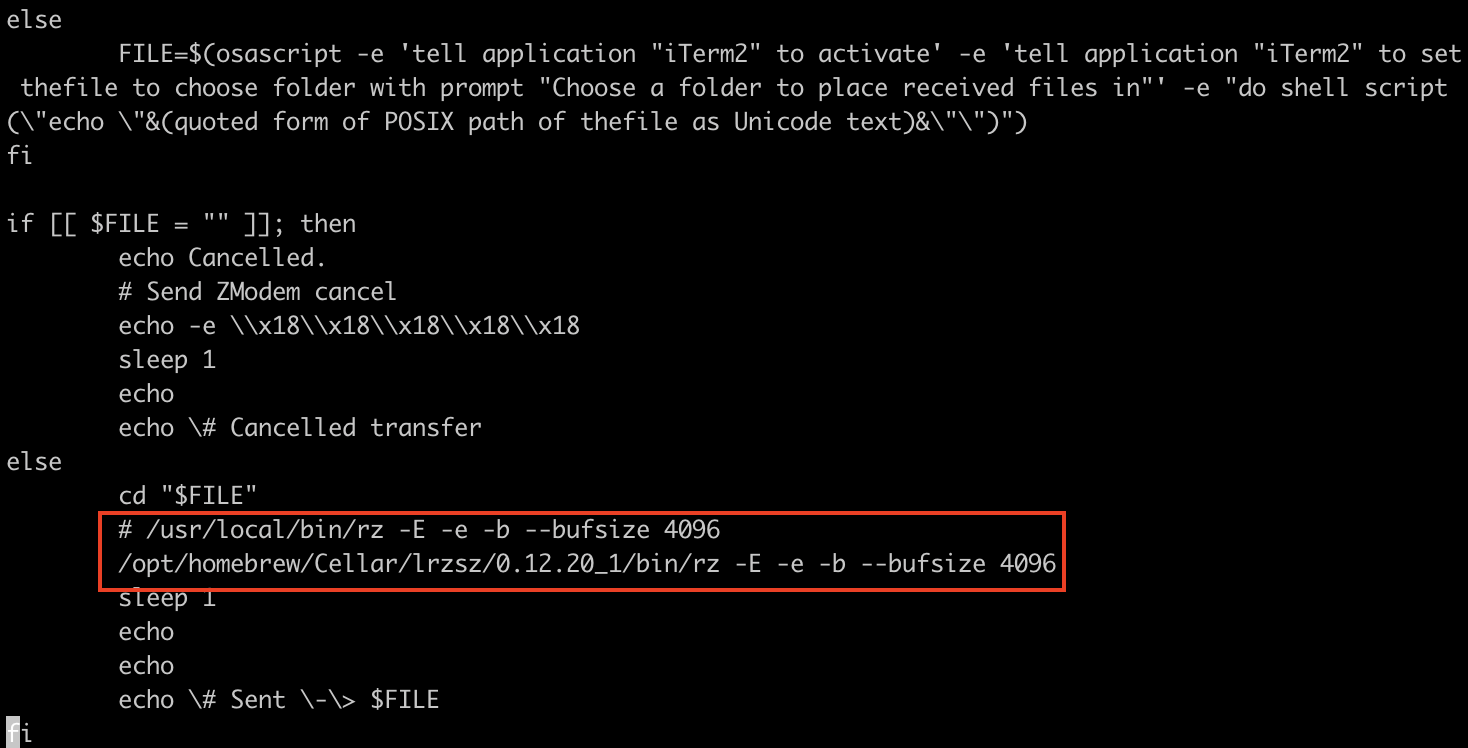 else
        FILE=$(osascript -e 'tell application "iTerm2" to activate' -e 'tell application "iTerm2" to set
 thefile to choose folder with prompt "Choose a folder to place received files in"' -e "do shell script
(\"echo \"&(quoted form of POSIX path of thefile as Unicode text)&\"\")")
fi

if [[ $FILE = "" ]]; then
        echo Cancelled.
        # Send ZModem cancel
        echo -e \\x18\\x18\\x18\\x18\\x18
        sleep 1
        echo
        echo \# Cancelled transfer
else
        cd "$FILE"
        # /usr/local/bin/rz -E -e -b --bufsize 4096
        /opt/homebrew/Cellar/lrzsz/0.12.20_1/bin/rz -E -e -b --bufsize 4096
        sleep 1
        echo
        echo
        echo \# Sent \-\> $FILE
fi